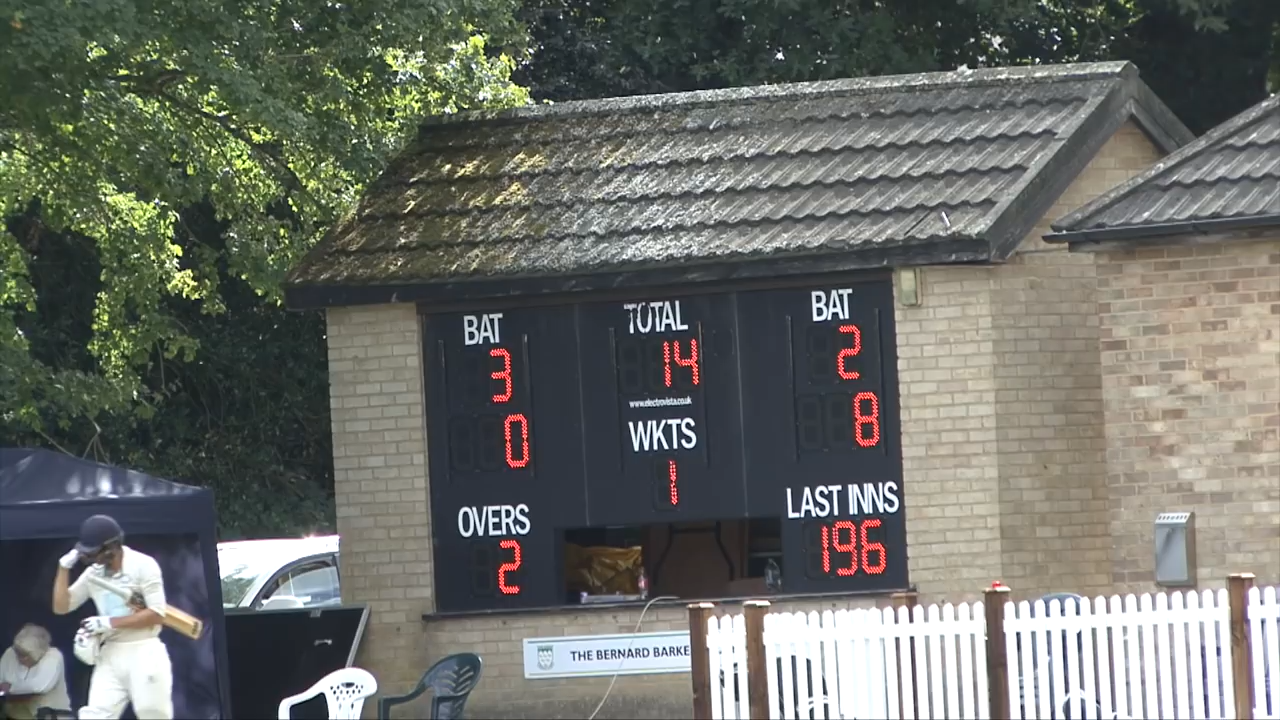 BAT
3
0
OVERS
2
TOTAL
14
www.electrovista.co.uk
WKTS
1
BAT
2
8
LAST INNS
196
THE BERNARD BARKE